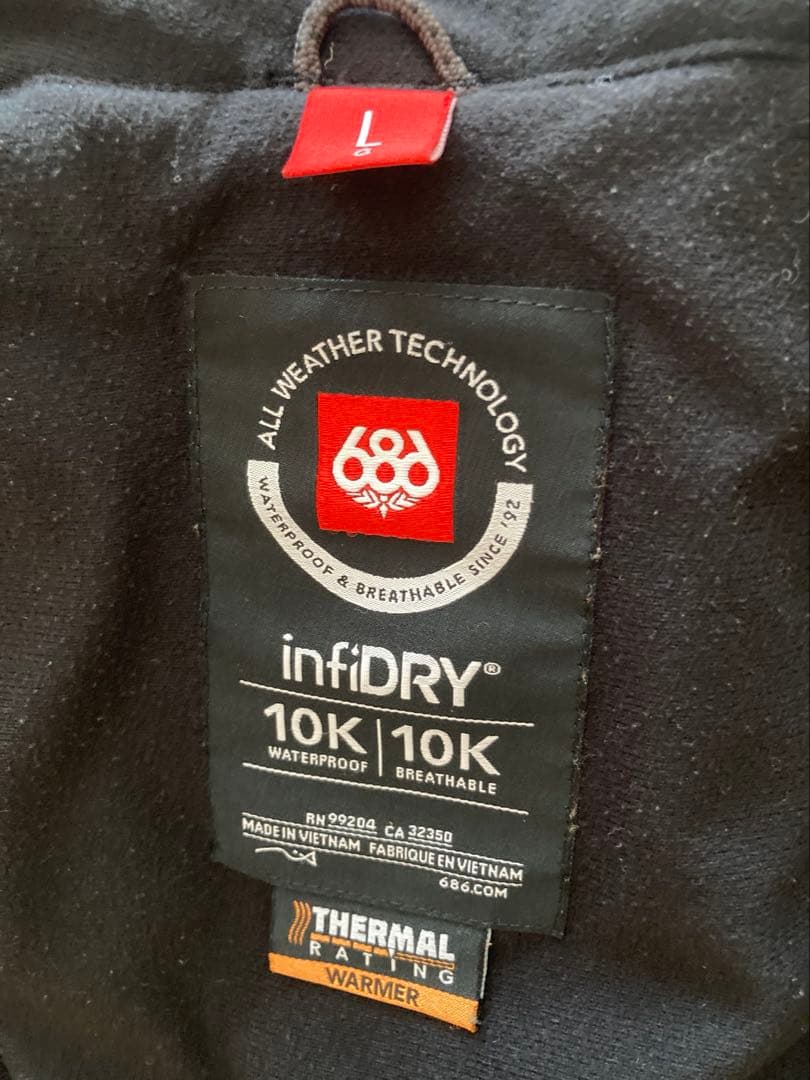 L
ALL WEATHER TECHNOLOGY
686
WATERPROOF & BREATHABLE SINCE '92
infiDRY®
10K | 10K
WATERPROOF BREATHABLE
RN 99204 CA 32350
MADE IN VIETNAM FABRIQUE EN VIETNAM
686.COM
THERMAL
RATING
WARMER